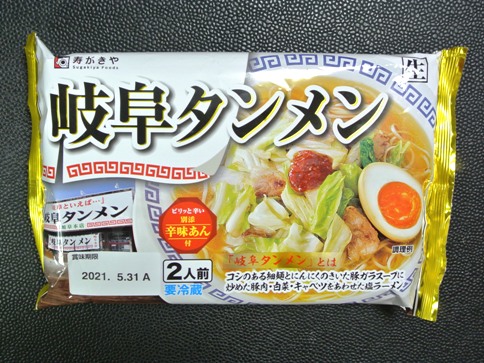 寿がきや
Sugakiya Foods
生
岐阜タンメン
岐阜タンメン
ピリッと辛い
別添
辛味あん
付
賞味期限
2021. 5.31 A
2人前
要冷蔵
調理例
「岐阜タンメン」とは
コシのある細麺とにんにくのきいた豚ガラスープに
炒めた豚肉・白菜・キャベツをあわせた塩ラーメン